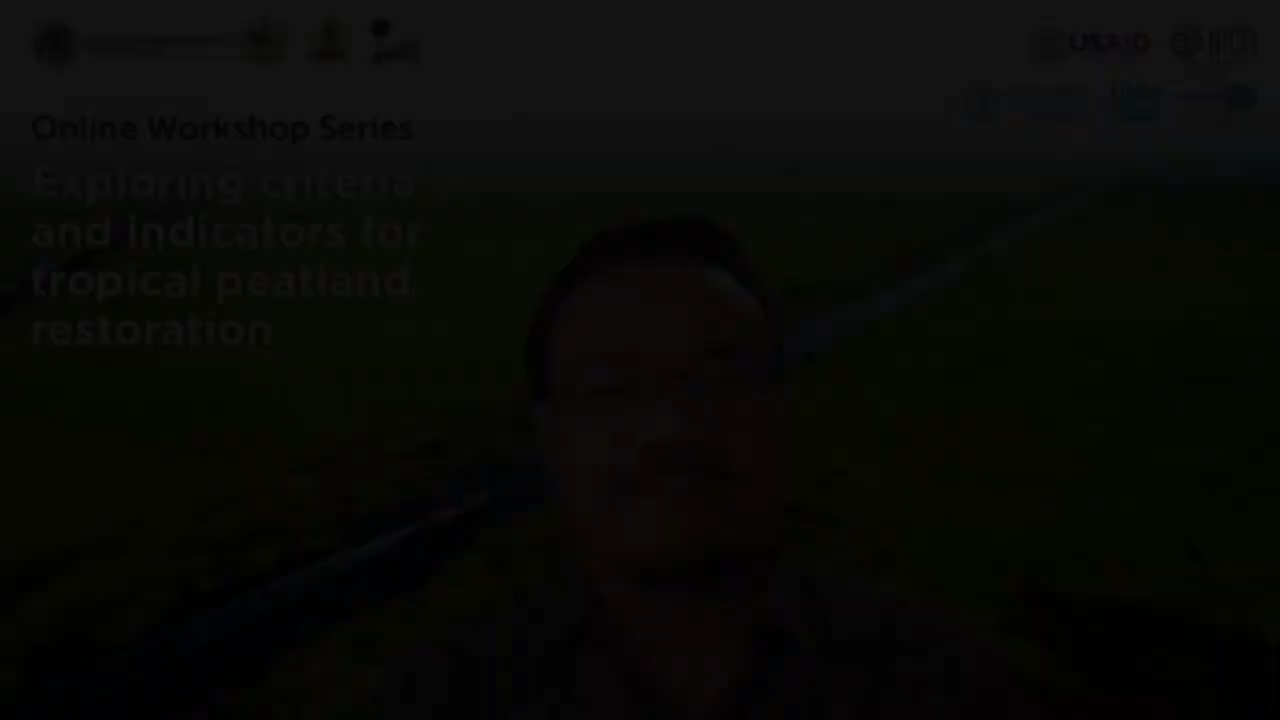 USAID
Online Workshop Series
Exploring criteria
and indicators for
tropical peatland
restoration